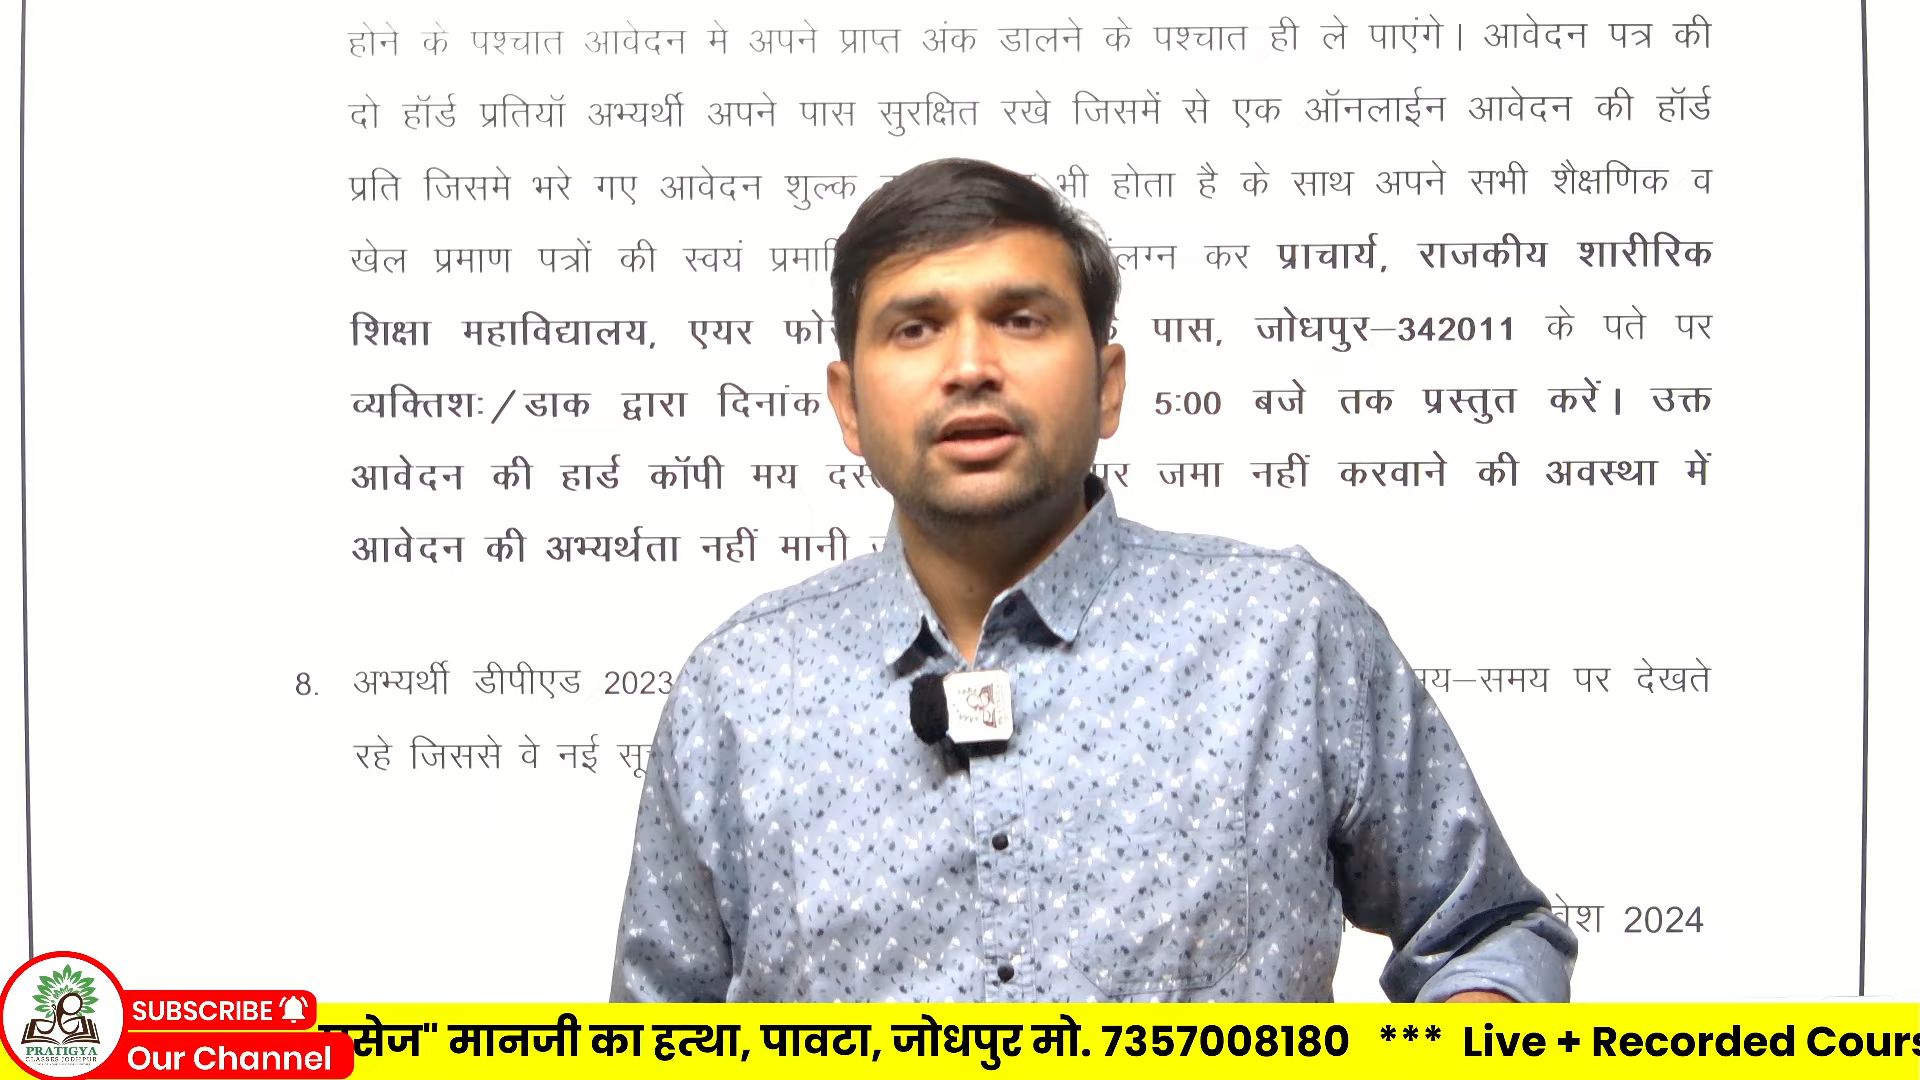 होने के पश्चात आवेदन मे अपने प्राप्त अंक डालने के पश्चात ही ले पाएंगे। आवेदन पत्र की
दो हॉर्ड प्रतियॉ अभ्यर्थी अपने पास सुरक्षित रखे जिसमें से एक ऑनलाईन आवेदन की हॉर्ड
प्रति जिसमे भरे गए आवेदन शुल्क भी होता है के साथ अपने सभी शैक्षणिक व
खेल प्रमाण पत्रों की स्वयं कर प्राचार्य, राजकीय शारीरिक
शिक्षा महाविद्यालय, एयर पास, जोधपुर–342011 के पते पर
व्यक्तिशः/डाक द्वारा दिनांक 5:00 बजे तक प्रस्तुत करें। उक्त
आवेदन की हार्ड कॉपी मय जमा नहीं करवाने की अवस्था में
आवेदन की अभ्यर्थता नहीं मानी
8. अभ्यर्थी डीपीएड 2023 पर देखते
रहे जिससे वे नई
2024
SUBSCRIBE
Our Channel
PRATIGYA
CLASSES JODHPUR
मानजी का हत्था, पावटा, जोधपुर मो. 7357008180 *** Live + Recorded